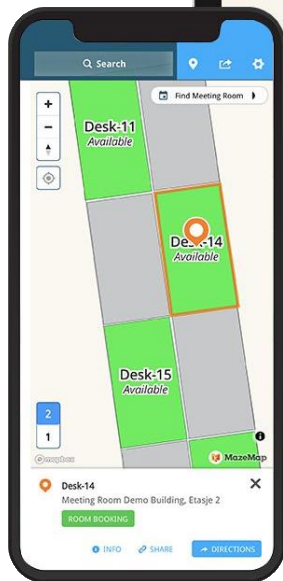 Search
+
Find Meeting Room
−
Desk-11
Available
Desk-14
Available
Desk-15
Available
2
1
mapbox
MazeMap
Desk-14
Meeting Room Demo Building, Etasje 2
ROOM BOOKING
INFO
SHARE
DIRECTIONS